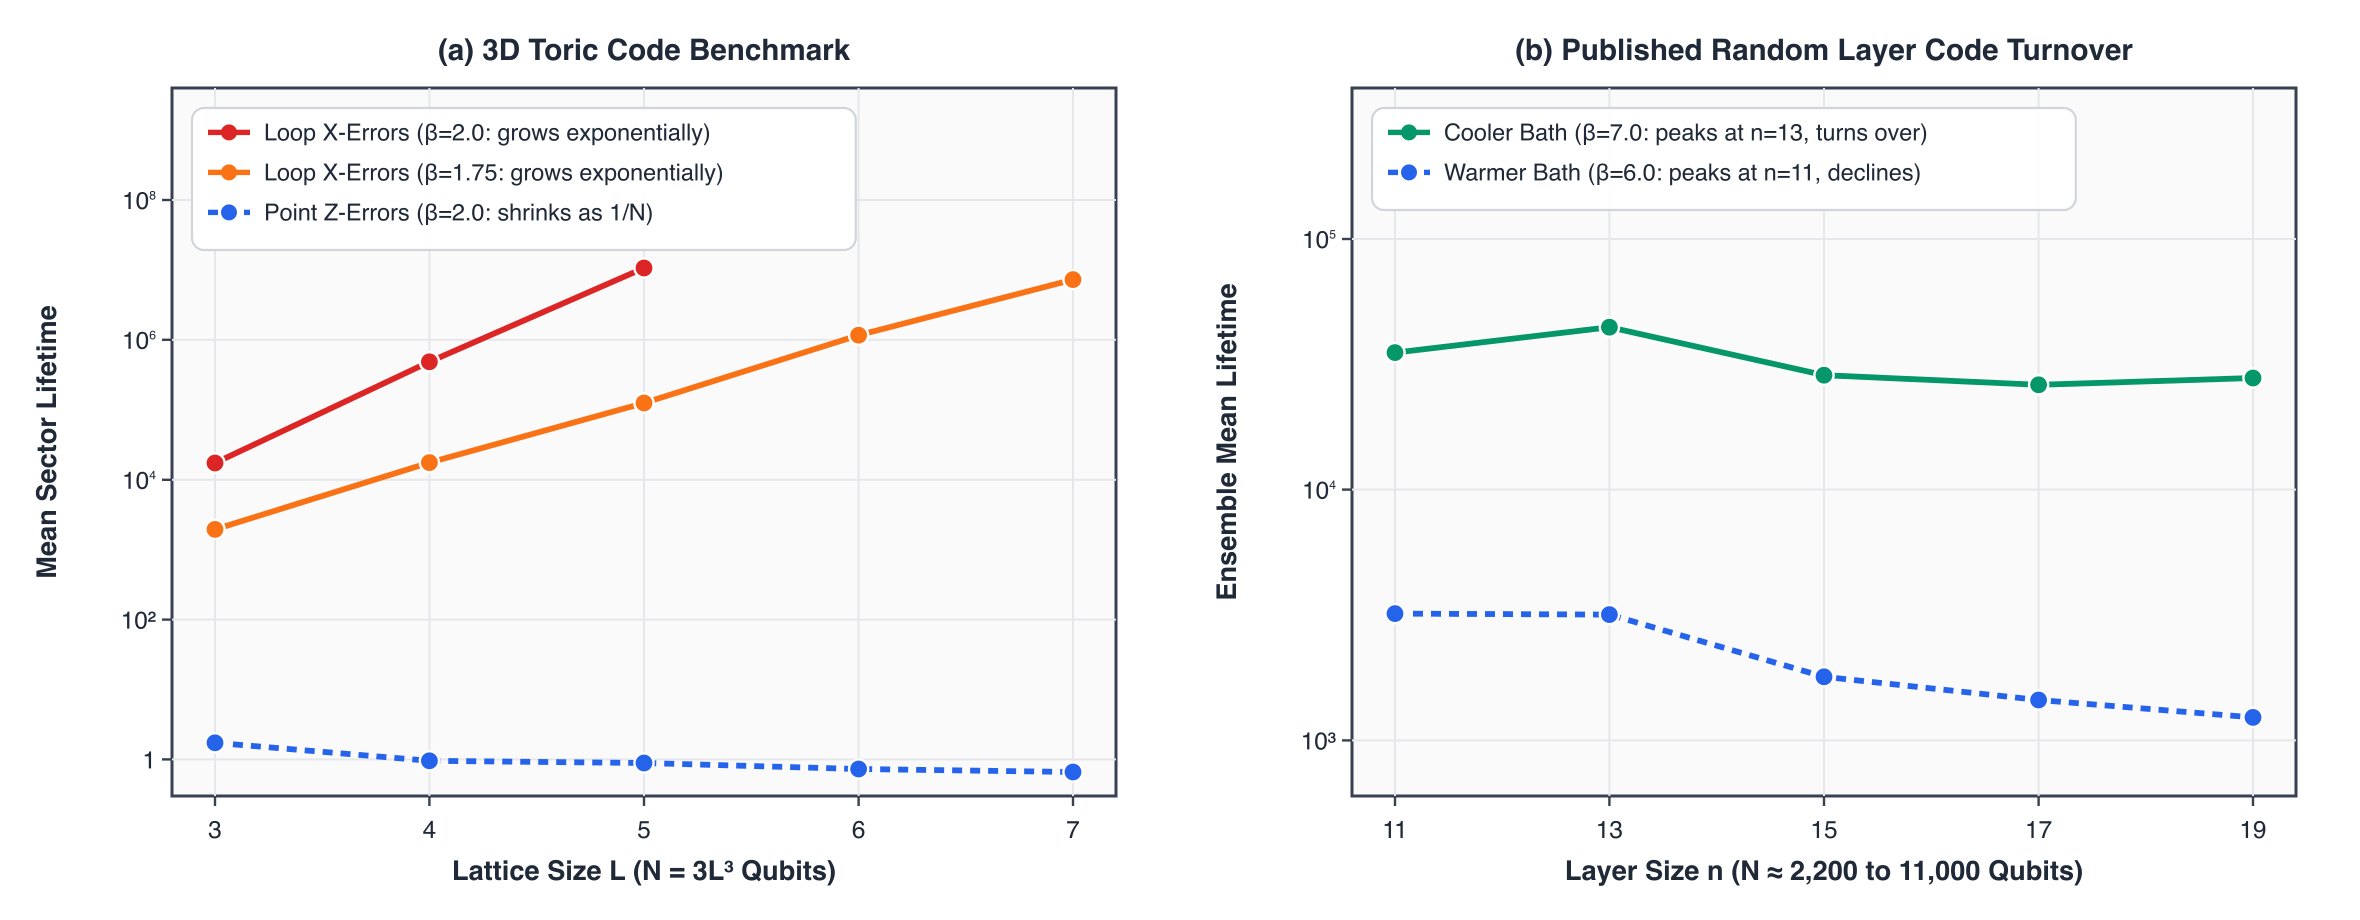 (a) 3D Toric Code Benchmark
Loop X-Errors (β=2.0: grows exponentially)
Loop X-Errors (β=1.75: grows exponentially)
Point Z-Errors (β=2.0: shrinks as 1/N)
Mean Sector Lifetime
10⁸
10⁶
10⁴
10²
1
3
4
5
6
7
Lattice Size L (N = 3L³ Qubits)
(b) Published Random Layer Code Turnover
Cooler Bath (β=7.0: peaks at n=13, turns over)
Warmer Bath (β=6.0: peaks at n=11, declines)
Ensemble Mean Lifetime
10⁵
10⁴
10³
11
13
15
17
19
Layer Size n (N ≈ 2,200 to 11,000 Qubits)